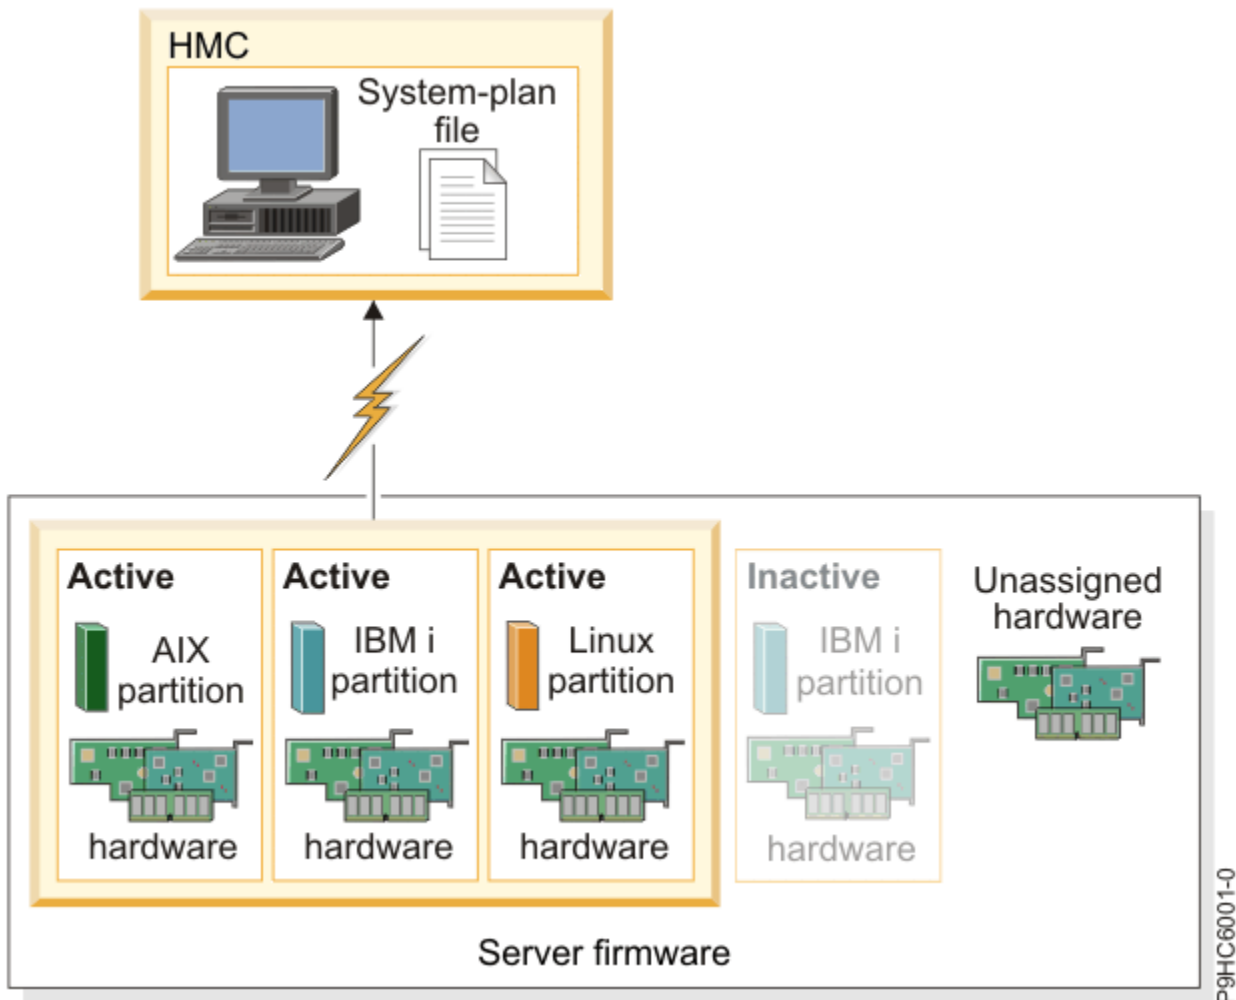 HMC
System-plan
file
Active
AIX
partition
hardware
Active
IBM i
partition
hardware
Active
Linux
partition
hardware
Inactive
IBM i
partition
hardware
Unassigned
hardware
Server firmware
P9HC6001-0